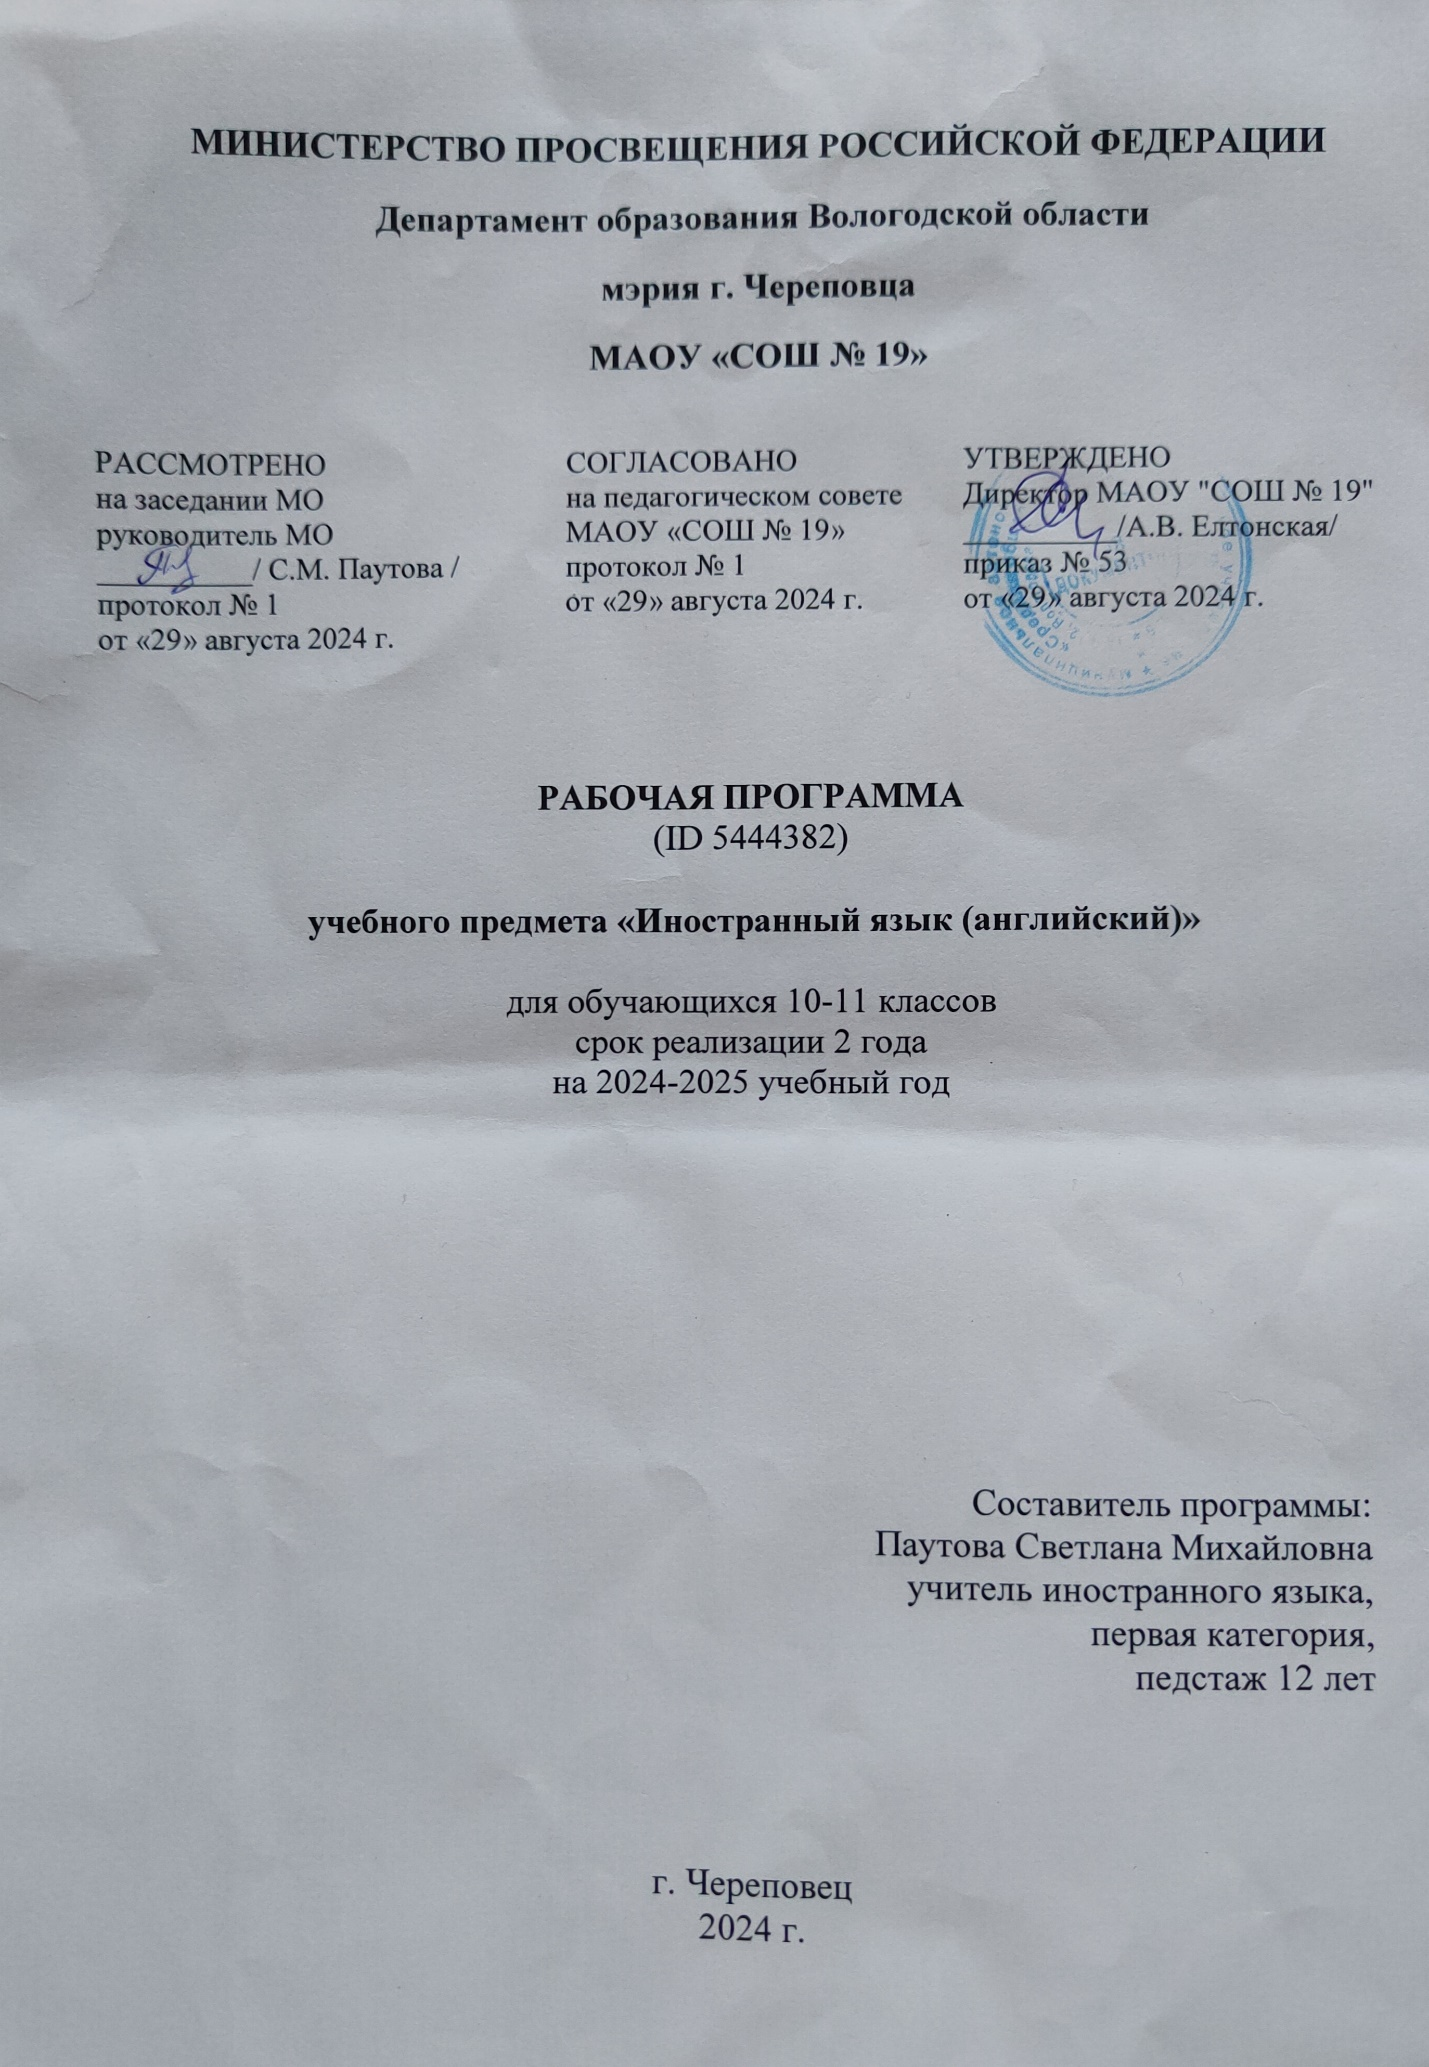 МИНИСТЕРСТВО ПРОСВЕЩЕНИЯ РОССИЙСКОЙ ФЕДЕРАЦИИ
Департамент образования Вологодской области
мэрия г. Череповца
МАОУ «СОШ № 19»
РАССМОТРЕНО
на заседании МО
руководитель МО
/ С.М. Паутова /
протокол № 1
от «29» августа 2024 г.
СОГЛАСОВАНО
на педагогическом совете
МАОУ «СОШ № 19»
протокол № 1
от «29» августа 2024 г.
УТВЕРЖДЕНО
Директор МАОУ "СОШ № 19"
/А.В. Елтонская/
приказ № 53
от «29» августа 2024 г.
РАБОЧАЯ ПРОГРАММА
(ID 5444382)
учебного предмета «Иностранный язык (английский)»
для обучающихся 10-11 классов
срок реализации 2 года
на 2024-2025 учебный год
Составитель программы:
Паутова Светлана Михайловна
учитель иностранного языка,
первая категория,
педстаж 12 лет
г. Череповец
2024 г.